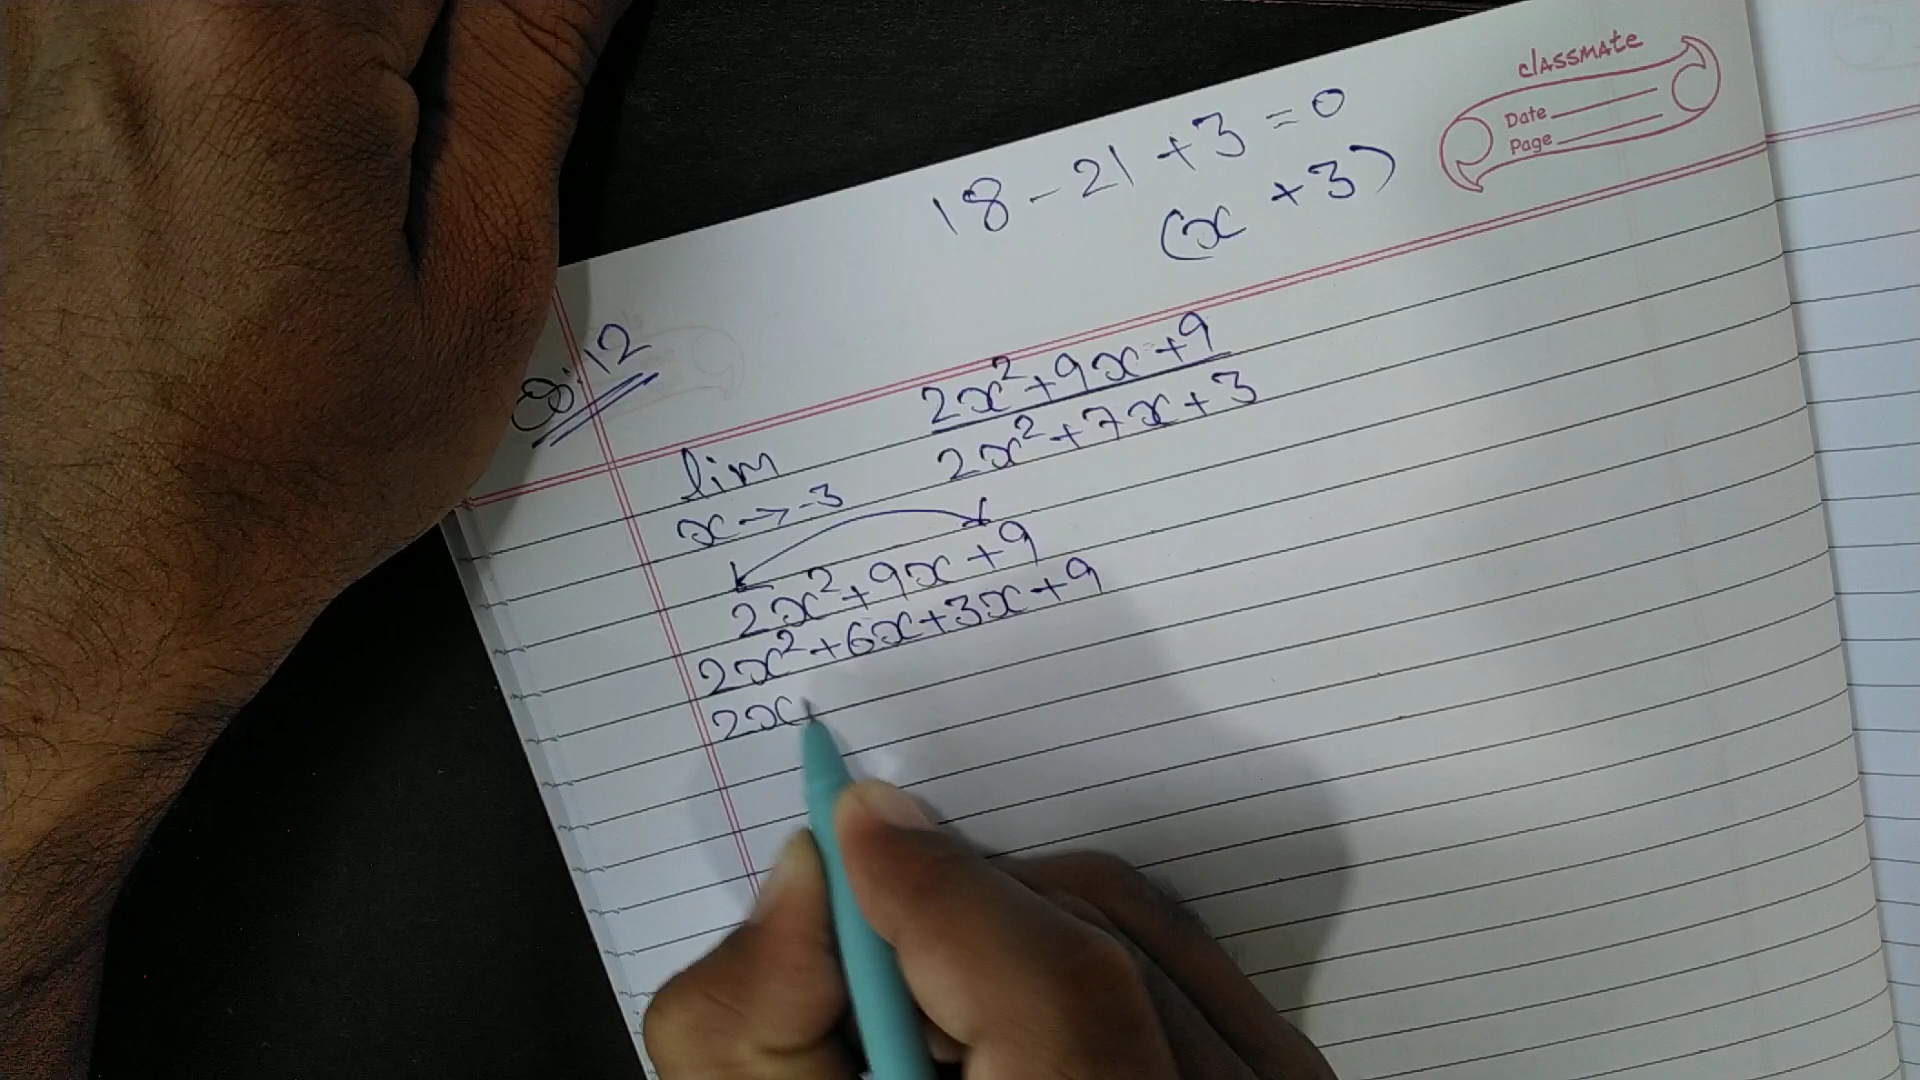 classmate
Date
Page
18 - 21 + 3 = 0
(x + 3)
Q.12
lim 2x²+9x+9
x→-3 2x²+7x+3
2x²+9x+9
2x²+6x+3x+9
2x